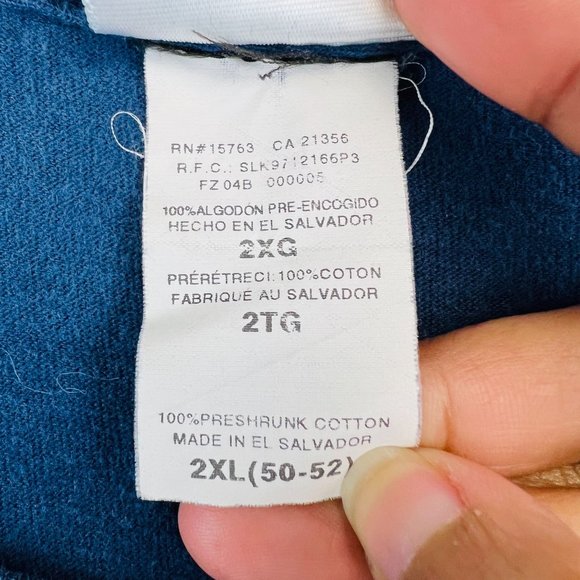 RN#15763 CA 21356
R.F.C.: SLK9712166P3
FZ 04B 000005
100%ALGODÓN PRE-ENCOGIDO
HECHO EN EL SALVADOR
2XG
PRÉRÉTRECI:100%COTON
FABRIQUE AU SALVADOR
2TG
100%PRESHRUNK COTTON
MADE IN EL SALVADOR
2XL(50-52)